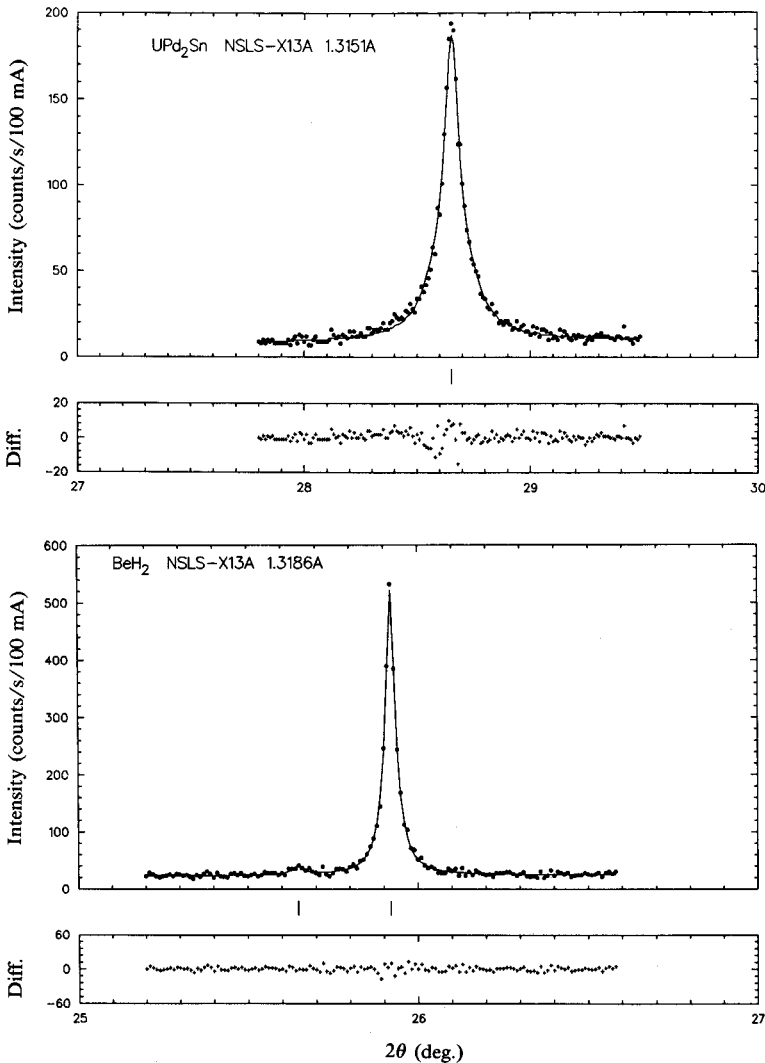 200
UPd₂Sn NSLS-X13A 1.3151A
150
100
50
0
Intensity (counts/s/100 mA)
20
0
-20
Diff.
27 28 29 30
600
BeH₂ NSLS-X13A 1.3186A
500
400
300
200
100
0
Intensity (counts/s/100 mA)
60
0
-60
Diff.
25 26 27
2θ (deg.)